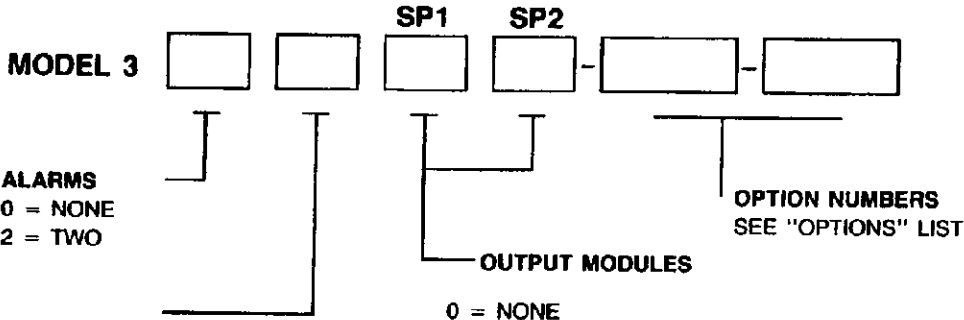 SP1 SP2
MODEL 3 - -
ALARMS
0 = NONE
2 = TWO
OPTION NUMBERS
SEE "OPTIONS" LIST
OUTPUT MODULES
0 = NONE